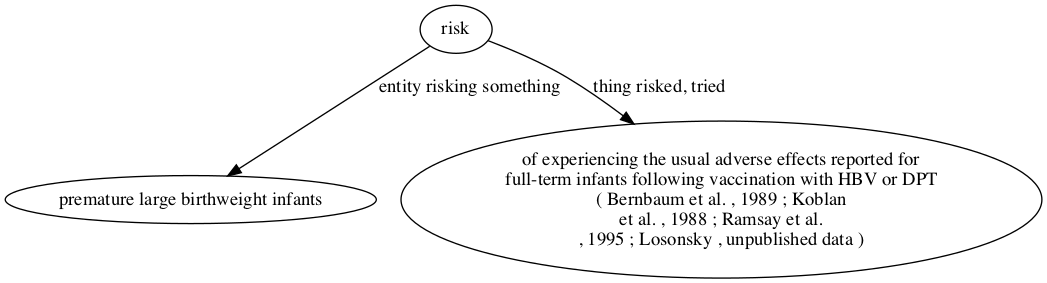 risk
entity risking something
thing risked, tried
premature large birthweight infants
of experiencing the usual adverse effects reported for
full-term infants following vaccination with HBV or DPT
( Bernbaum et al. , 1989 ; Koblan
et al. , 1988 ; Ramsay et al.
, 1995 ; Losonsky , unpublished data )